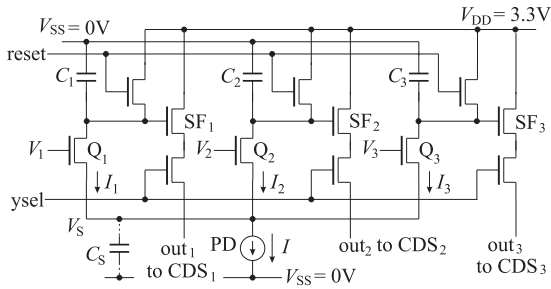 V_SS = 0V
V_DD = 3.3V
reset
C_1
C_2
C_3
SF_1
SF_2
SF_3
V_1
Q_1
V_2
Q_2
V_3
Q_3
I_1
I_2
I_3
ysel
V_S
C_S
out_1
to CDS_1
PD
I
out_2 to CDS_2
out_3
to CDS_3
V_SS = 0V